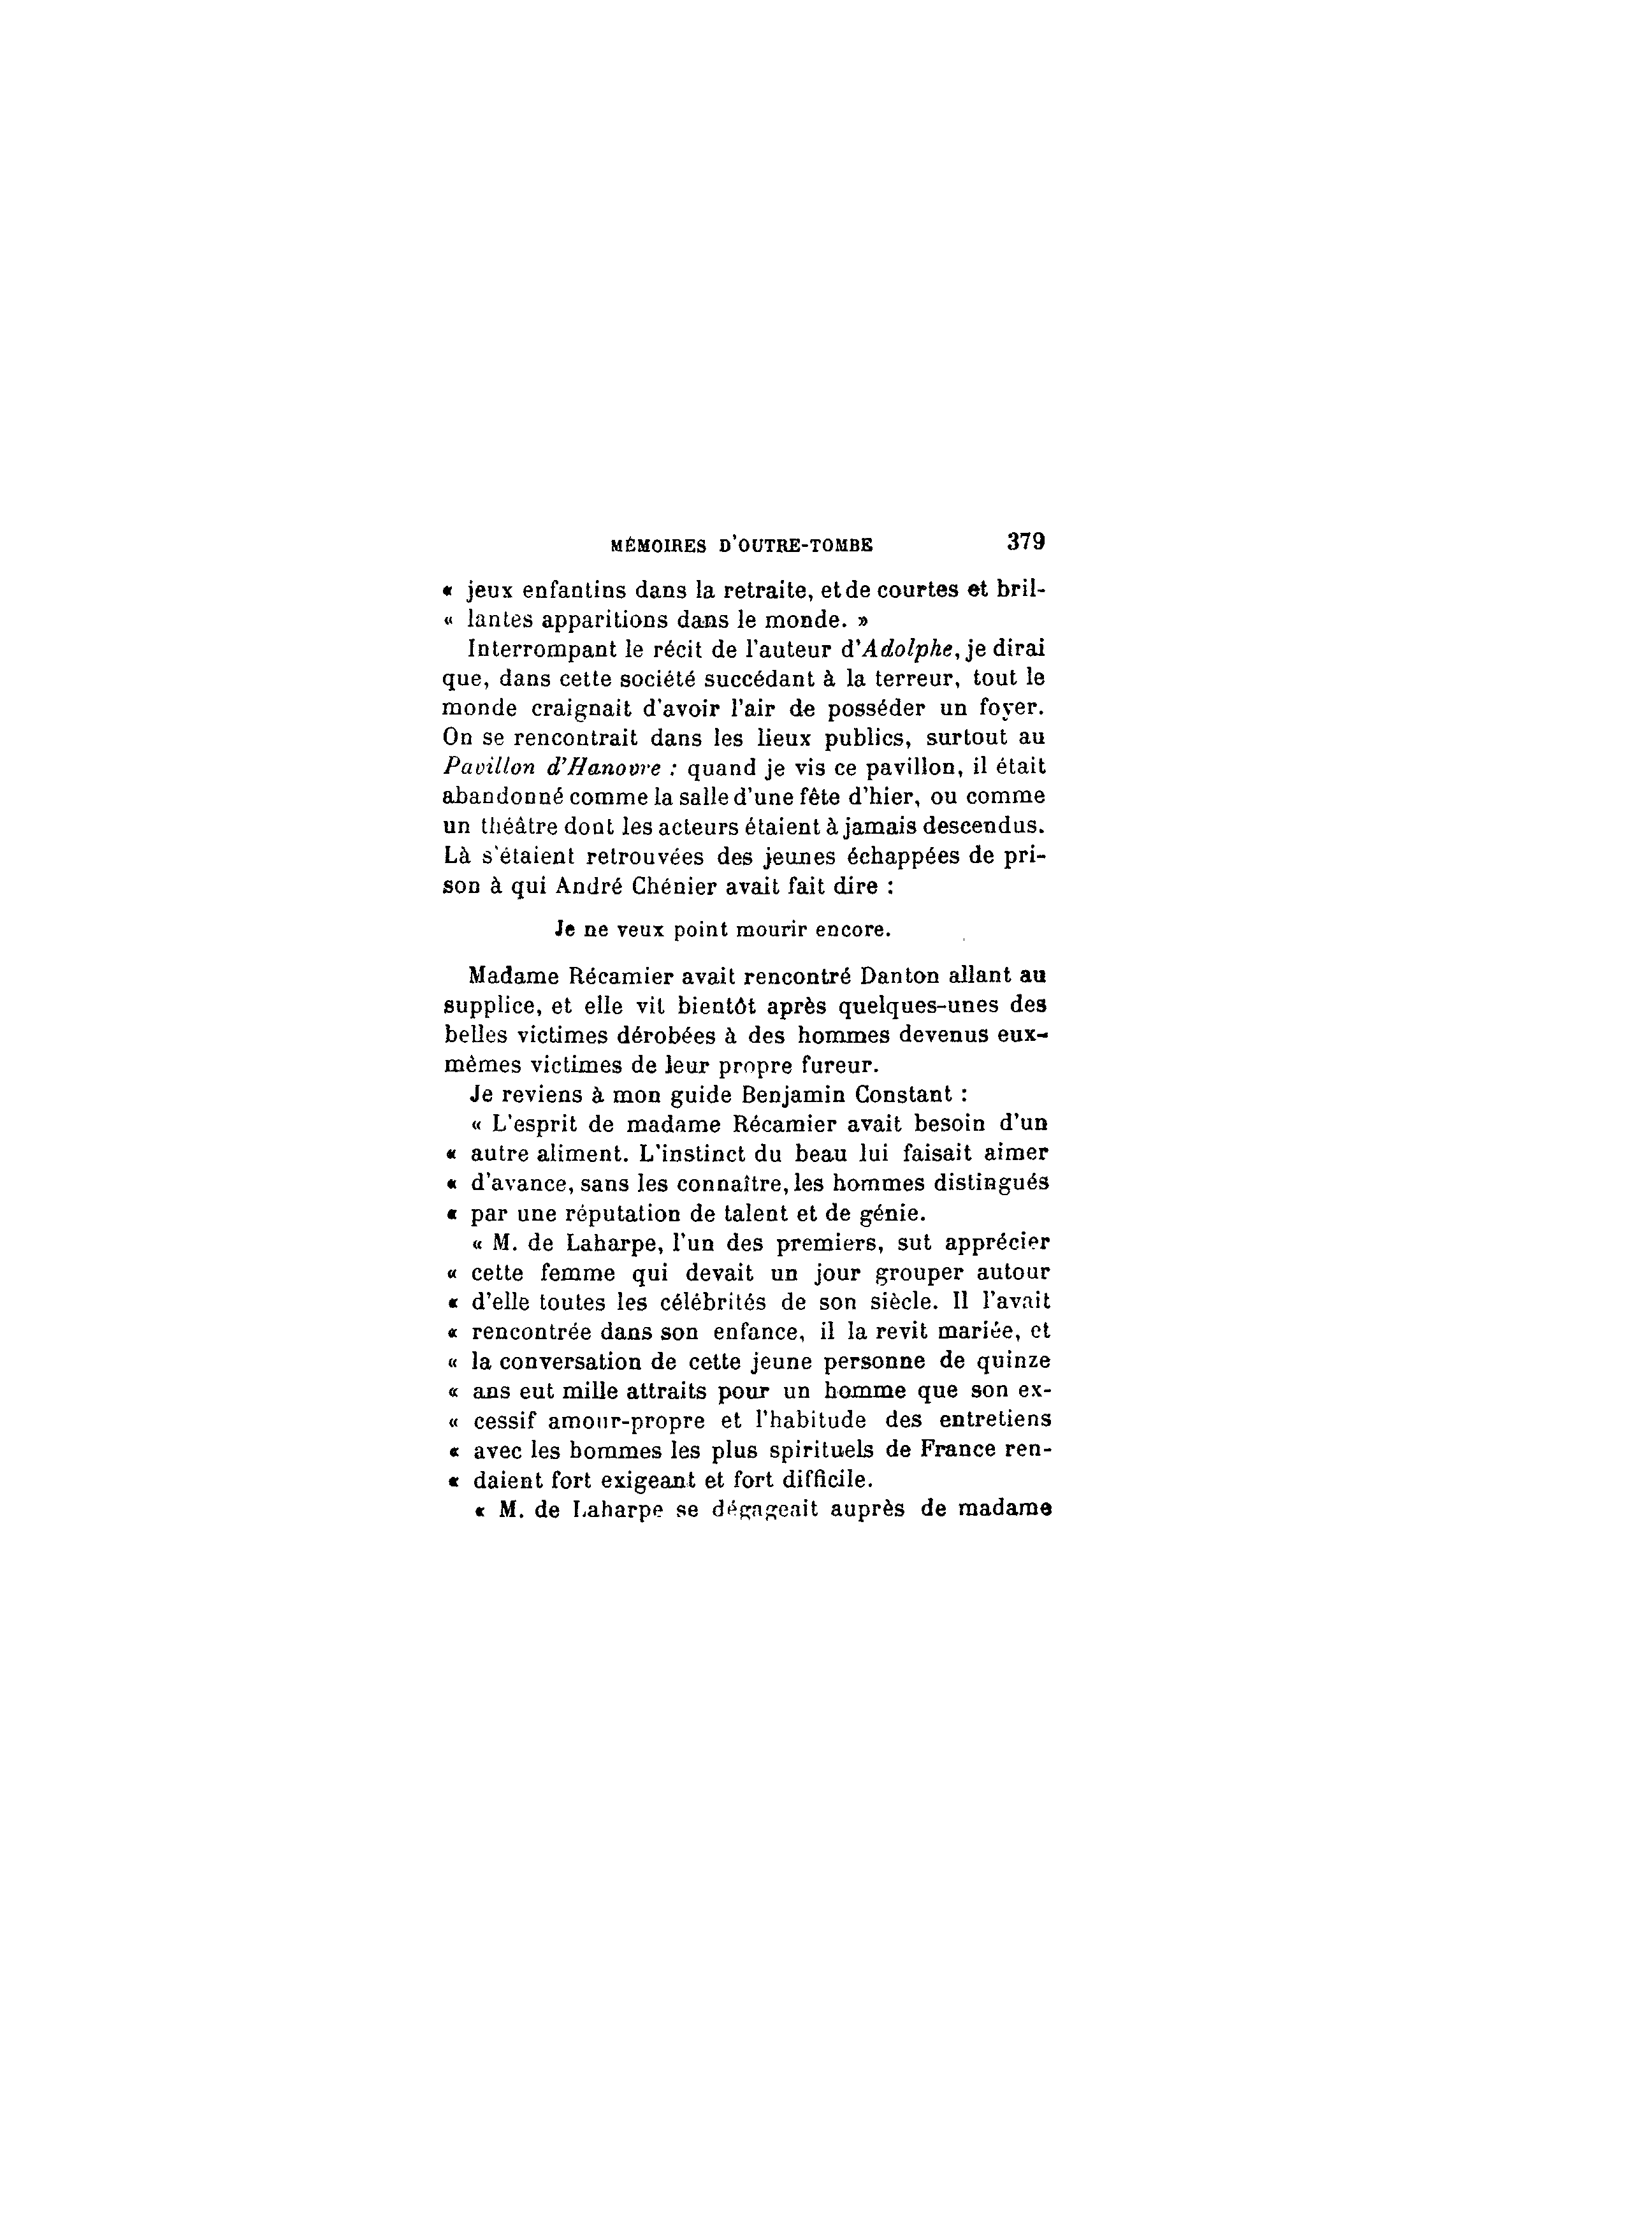 MÉMOIRES D'OUTRE-TOMBE 379
« jeux enfantins dans la retraite, et de courtes et bril-
« lantes apparitions dans le monde. »
Interrompant le récit de l'auteur d'Adolphe, je dirai
que, dans cette société succédant à la terreur, tout le
monde craignait d'avoir l'air de posséder un foyer.
On se rencontrait dans les lieux publics, surtout au
Pavillon d'Hanovre : quand je vis ce pavillon, il était
abandonné comme la salle d'une fête d'hier, ou comme
un théâtre dont les acteurs étaient à jamais descendus.
Là s'étaient retrouvées des jeunes échappées de pri-
son à qui André Chénier avait fait dire :
Je ne veux point mourir encore.
Madame Récamier avait rencontré Danton allant au
supplice, et elle vit bientôt après quelques-unes des
belles victimes dérobées à des hommes devenus eux-
mêmes victimes de leur propre fureur.
Je reviens à mon guide Benjamin Constant :
« L'esprit de madame Récamier avait besoin d'un
« autre aliment. L'instinct du beau lui faisait aimer
« d'avance, sans les connaître, les hommes distingués
« par une réputation de talent et de génie.
« M. de Laharpe, l'un des premiers, sut apprécier
« cette femme qui devait un jour grouper autour
« d'elle toutes les célébrités de son siècle. Il l'avait
« rencontrée dans son enfance, il la revit mariée, et
« la conversation de cette jeune personne de quinze
« ans eut mille attraits pour un homme que son ex-
« cessif amour-propre et l'habitude des entretiens
« avec les hommes les plus spirituels de France ren-
« daient fort exigeant et fort difficile.
« M. de Laharpe se dégageait auprès de madame